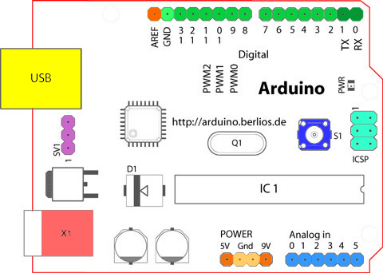 AREF GND 13 12 11 10 9 8 7 6 5 4 3 2 1 0
TX RX
Digital
USB
PWM2 PWM1 PWM0
Arduino
PWR
http://arduino.berlios.de
SV1
1
Q1
S1
1
ICSP
D1
IC 1
X1
POWER
5V Gnd 9V
Analog in
0 1 2 3 4 5